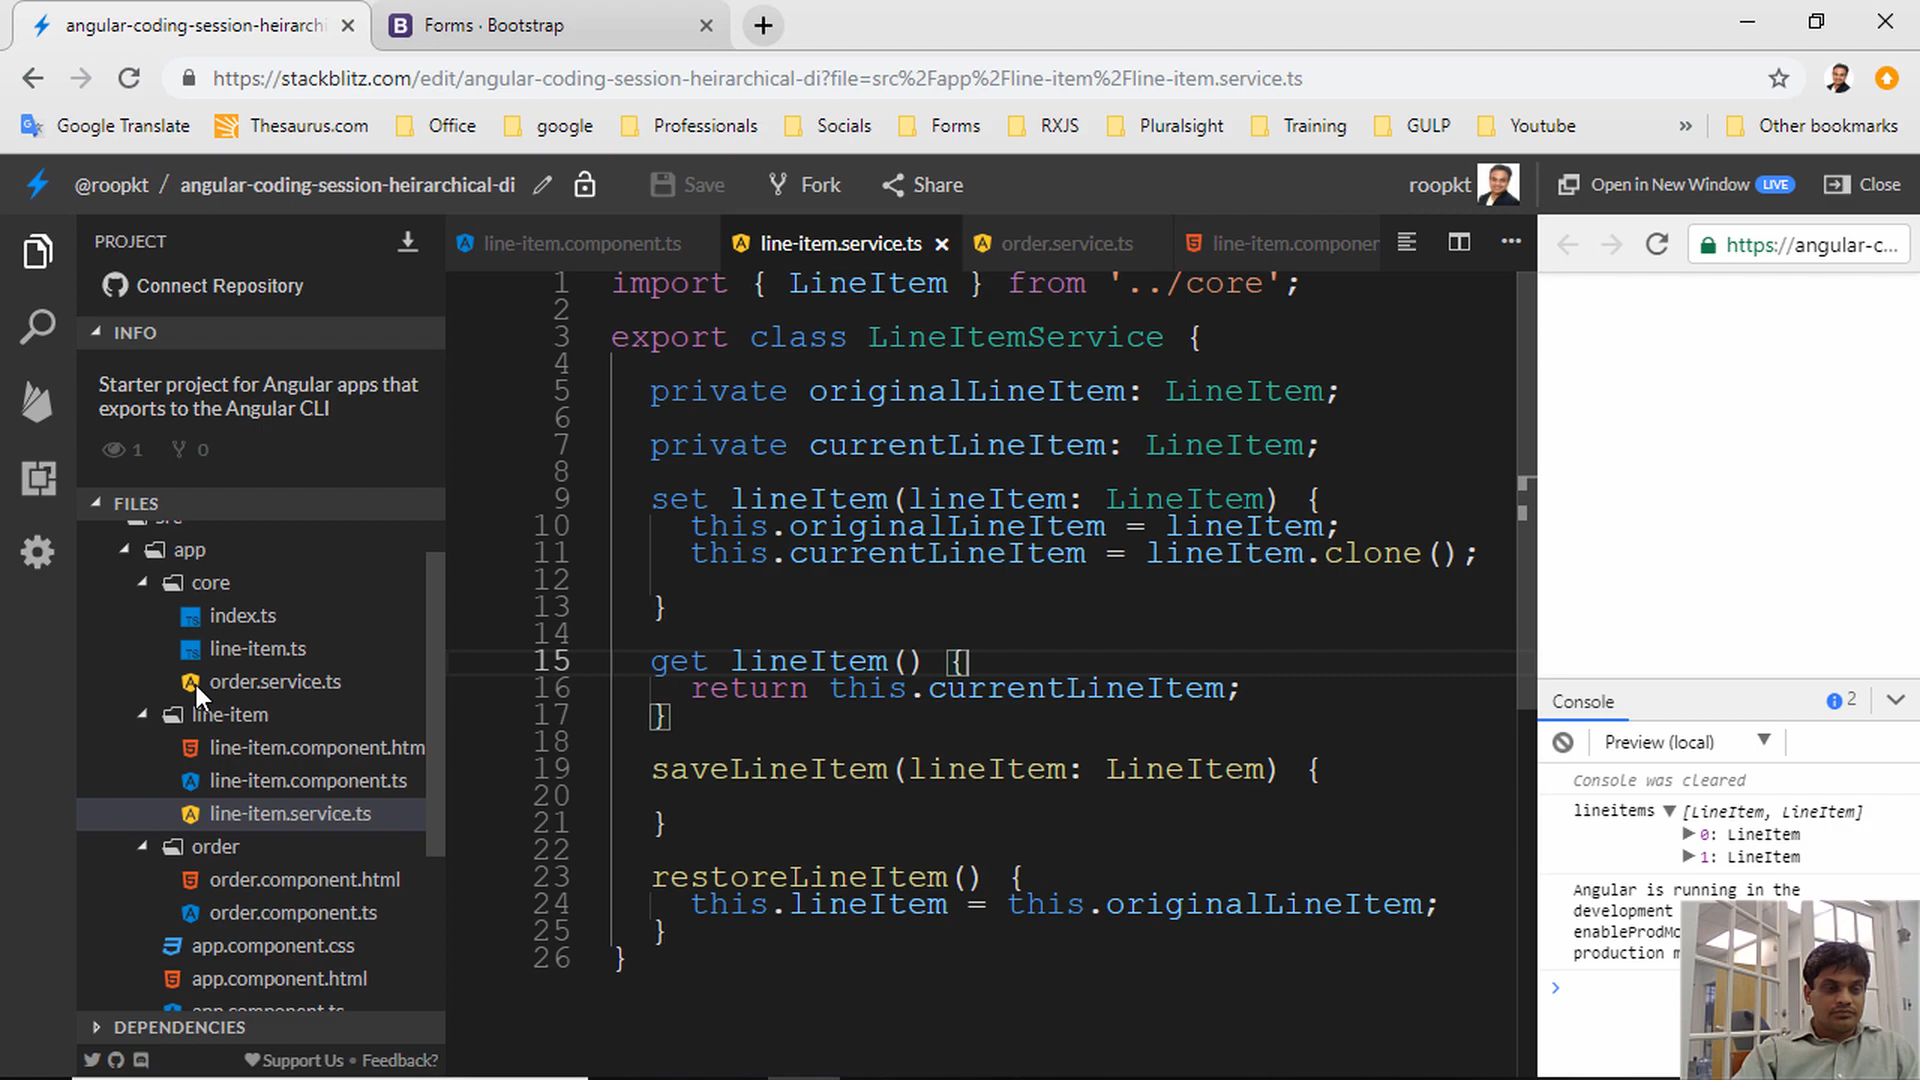 angular-coding-session-heirarchi
Forms · Bootstrap
https://stackblitz.com/edit/angular-coding-session-heirarchical-di?file=src%2Fapp%2Fline-item%2Fline-item.service.ts
Google Translate
Thesaurus.com
Office
google
Professionals
Socials
Forms
RXJS
Pluralsight
Training
GULP
Youtube
»
Other bookmarks
@roopkt / angular-coding-session-heirarchical-di
Save
Fork
Share
roopkt
Open in New Window LIVE
Close
PROJECT
Connect Repository
INFO
Starter project for Angular apps that
exports to the Angular CLI
1
0
FILES
src
app
core
index.ts
line-item.ts
order.service.ts
line-item
line-item.component.htm
line-item.component.ts
line-item.service.ts
order
order.component.html
order.component.ts
app.component.css
app.component.html
app.component.ts
DEPENDENCIES
Support Us • Feedback?
line-item.component.ts
line-item.service.ts
order.service.ts
line-item.componer
1 import { LineItem } from '../core';
2
3 export class LineItemService {
4
5 private originalLineItem: LineItem;
6
7 private currentLineItem: LineItem;
8
9 set lineItem(lineItem: LineItem) {
10 this.originalLineItem = lineItem;
11 this.currentLineItem = lineItem.clone();
12
13 }
14
15 get lineItem() {
16 return this.currentLineItem;
17 }
18
19 saveLineItem(lineItem: LineItem) {
20
21 }
22
23 restoreLineItem() {
24 this.lineItem = this.originalLineItem;
25 }
26 }
https://angular-c...
Console
2
Preview (local)
Console was cleared
lineitems ▼ [LineItem, LineItem]
▶ 0: LineItem
▶ 1: LineItem
Angular is running in the
development
enableProdMo
production m